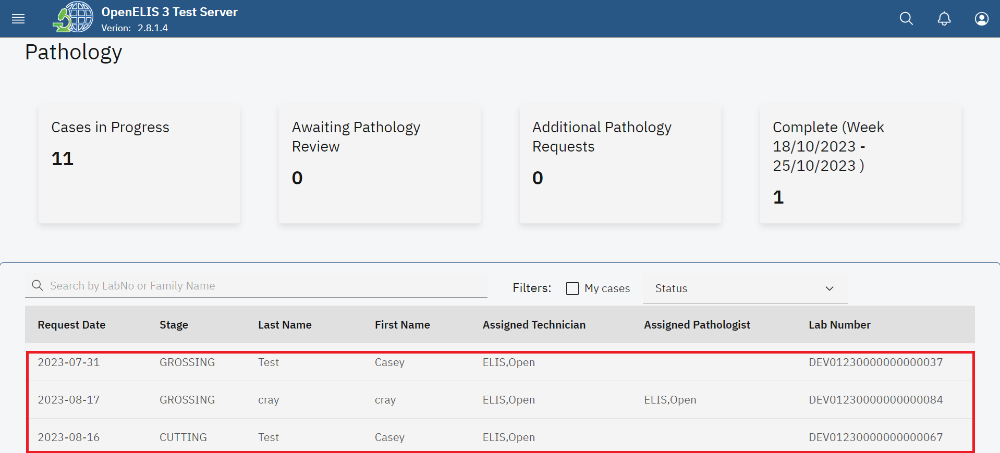 OpenELIS 3 Test Server
Verion: 2.8.1.4
Pathology
Cases in Progress
11
Awaiting Pathology
Review
0
Additional Pathology
Requests
0
Complete (Week
18/10/2023 -
25/10/2023 )
1
Search by LabNo or Family Name
Filters: My cases Status
Request Date Stage Last Name First Name Assigned Technician Assigned Pathologist Lab Number
2023-07-31 GROSSING Test Casey ELIS,Open DEV01230000000000037
2023-08-17 GROSSING cray cray ELIS,Open ELIS,Open DEV01230000000000084
2023-08-16 CUTTING Test Casey ELIS,Open DEV01230000000000067